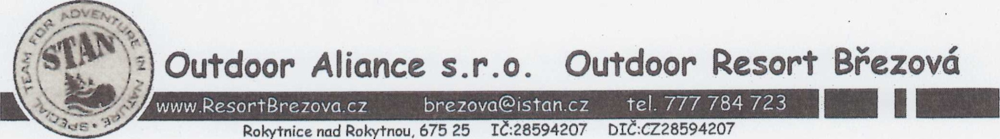 SPECIAL TEAM FOR ADVENTURE IN NATURE •
STAN
Outdoor Aliance s.r.o. Outdoor Resort Březová
www.ResortBrezova.cz brezova@istan.cz tel. 777 784 723
Rokytnice nad Rokytnou, 675 25 IČ:28594207 DIČ:CZ28594207